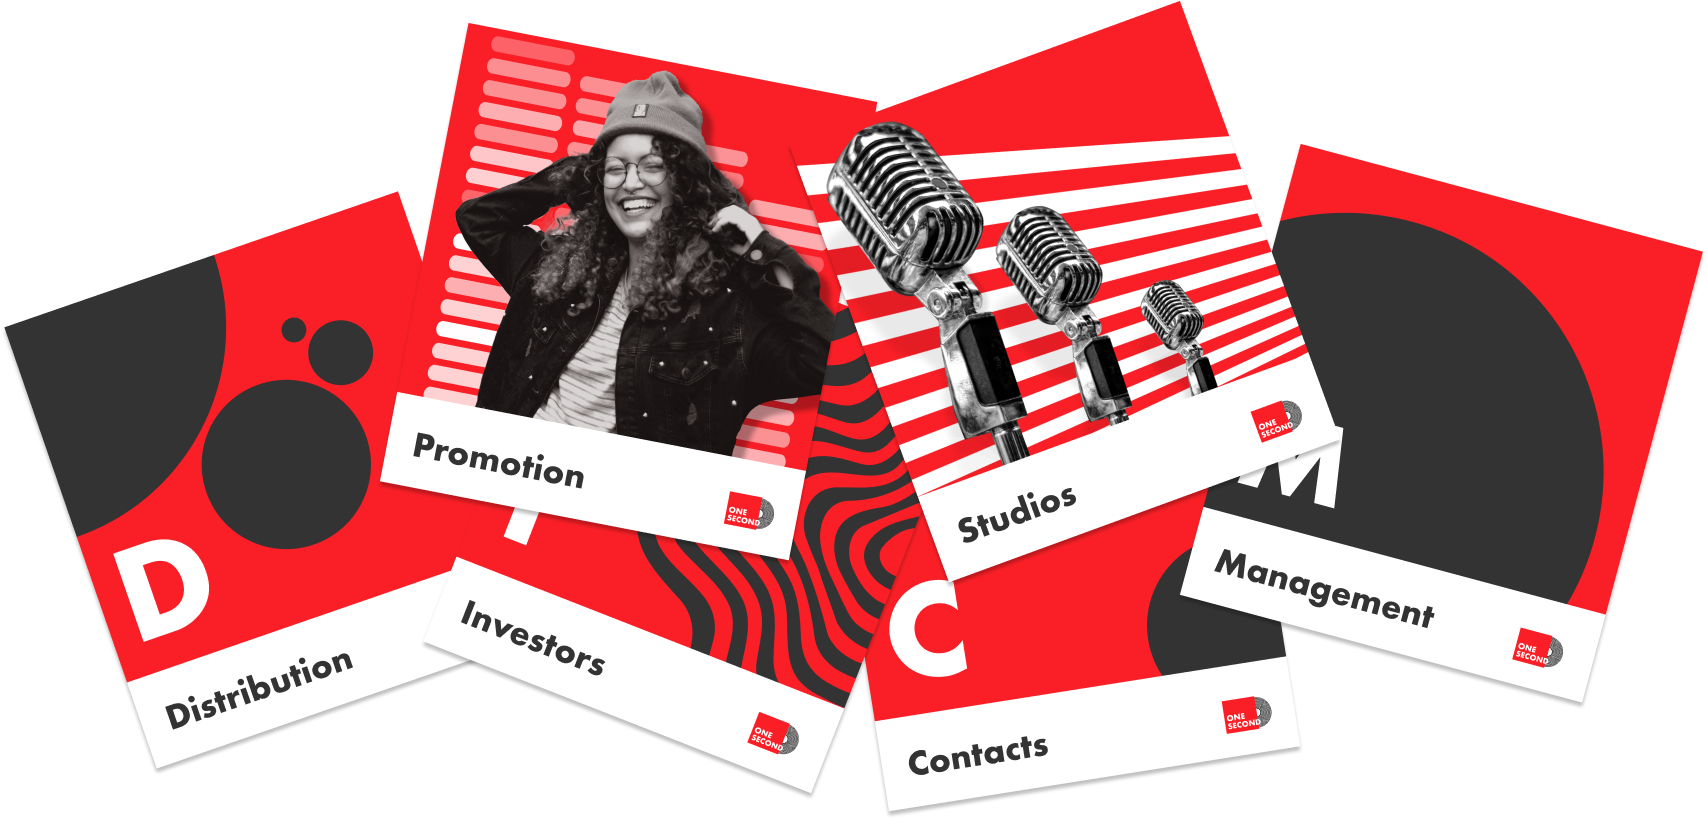 Promotion
ONE
SECOND
Studios
ONE
SECOND
D
Distribution
I
Investors
ONE
SECOND
C
Contacts
ONE
SECOND
M
Management
ONE
SECOND